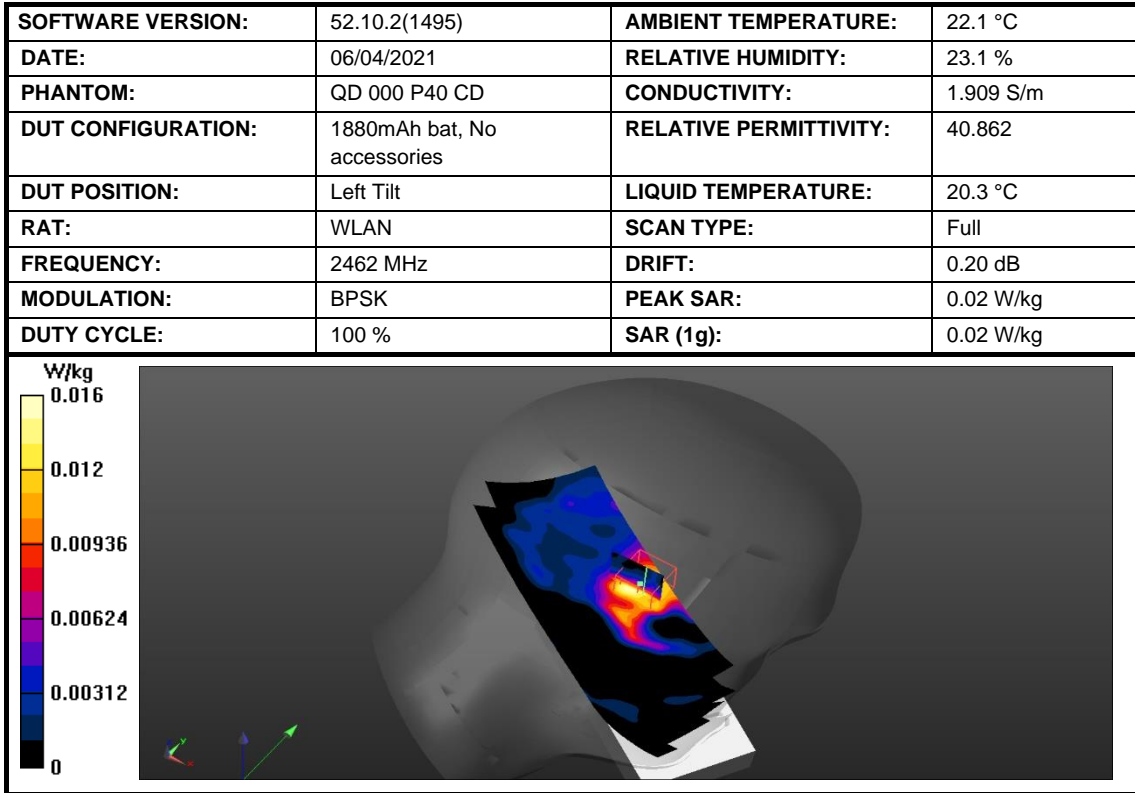 SOFTWARE VERSION: 52.10.2(1495) AMBIENT TEMPERATURE: 22.1 °C
DATE: 06/04/2021 RELATIVE HUMIDITY: 23.1 %
PHANTOM: QD 000 P40 CD CONDUCTIVITY: 1.909 S/m
DUT CONFIGURATION: 1880mAh bat, No RELATIVE PERMITTIVITY: 40.862
accessories
DUT POSITION: Left Tilt LIQUID TEMPERATURE: 20.3 °C
RAT: WLAN SCAN TYPE: Full
FREQUENCY: 2462 MHz DRIFT: 0.20 dB
MODULATION: BPSK PEAK SAR: 0.02 W/kg
DUTY CYCLE: 100 % SAR (1g): 0.02 W/kg
W/kg
0.016
0.012
0.00936
0.00624
0.00312
0
y
x